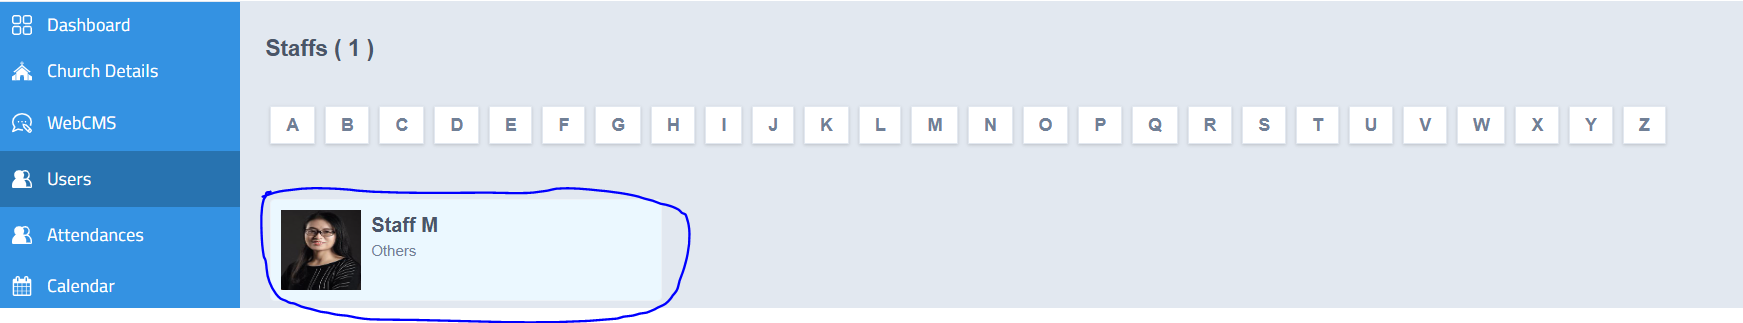 Dashboard
Church Details
WebCMS
Users
Attendances
Calendar
Staffs ( 1 )
A B C D E F G H I J K L M N O P Q R S T U V W X Y Z
Staff M
Others